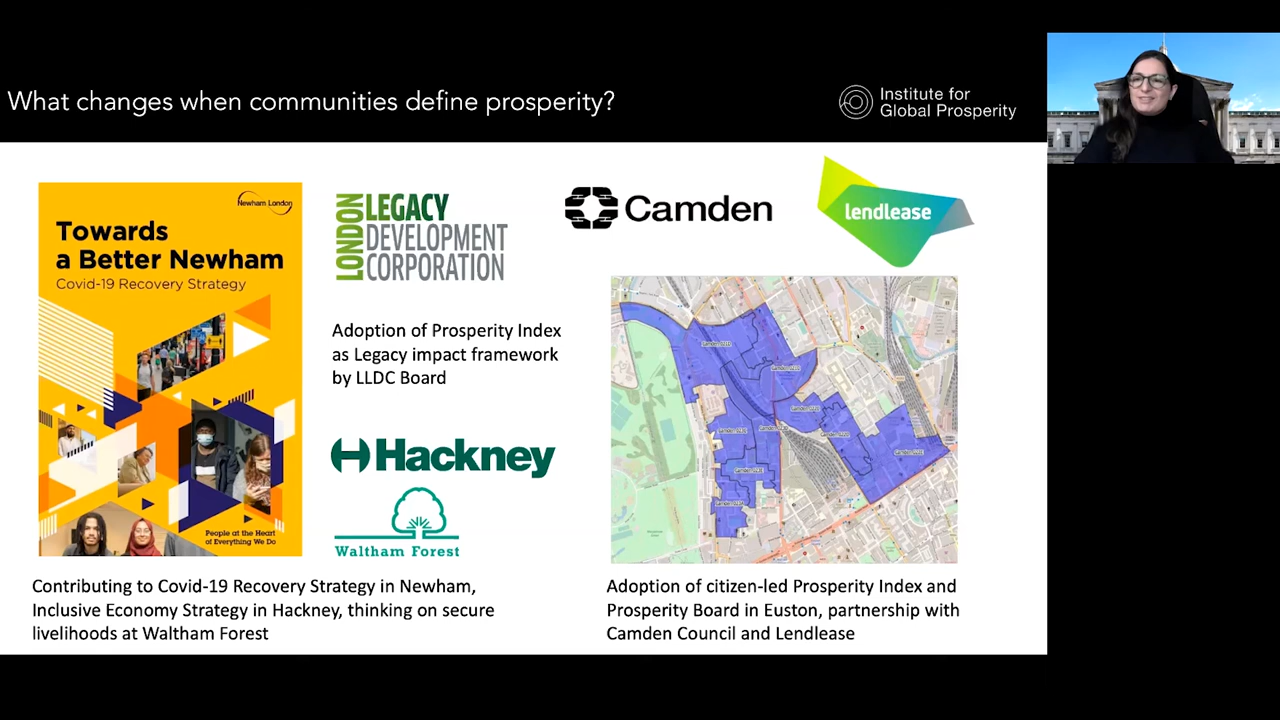 What changes when communities define prosperity?
Institute for
Global Prosperity
Newham London
Towards
a Better Newham
Covid-19 Recovery Strategy
People at the Heart
of Everything We Do
LONDON
LEGACY
DEVELOPMENT
CORPORATION
Adoption of Prosperity Index
as Legacy impact framework
by LLDC Board
Hackney
Waltham Forest
Contributing to Covid-19 Recovery Strategy in Newham,
Inclusive Economy Strategy in Hackney, thinking on secure
livelihoods at Waltham Forest
Camden
lendlease
Adoption of citizen-led Prosperity Index and
Prosperity Board in Euston, partnership with
Camden Council and Lendlease